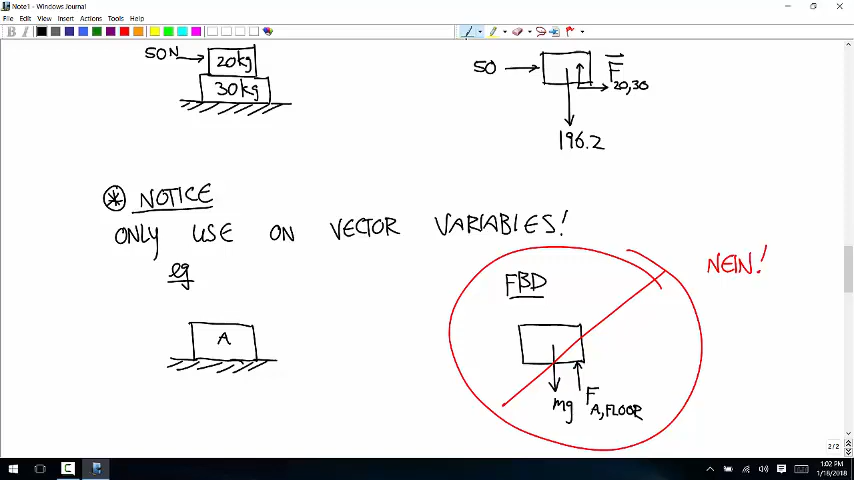 Note1 - Windows Journal
File Edit View Insert Actions Tools Help
B I
50N
20kg
30kg
50
F
20,30
196.2
* NOTICE
ONLY USE ON VECTOR VARIABLES!
eg
NEIN!
FBD
A
mg
F
A,FLOOR
2/2
1:02 PM
1/18/2018